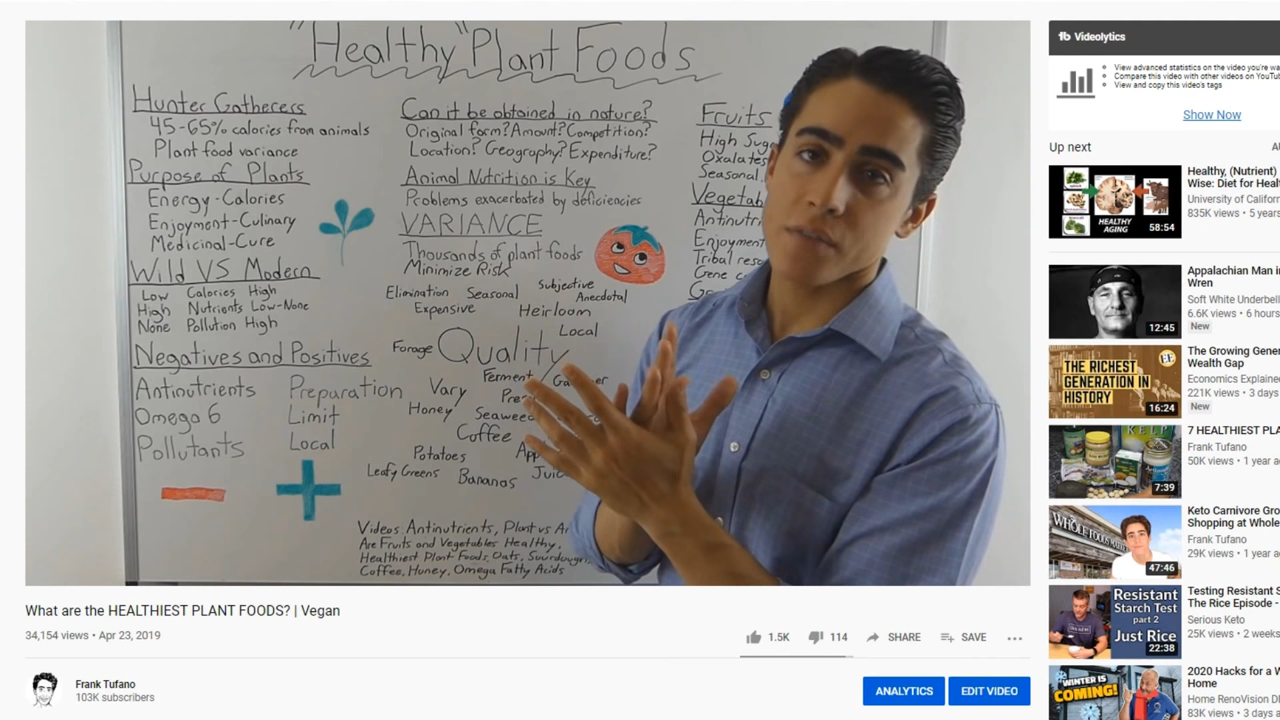 "Healthy" Plant Foods
Hunter Gatherers
45-65% calories from animals
Plant food variance
Purpose of Plants
Energy-Calories
Enjoyment-Culinary
Medicinal-Cure
Wild VS Modern
Low Calories High
High Nutrients Low-None
None Pollution High
Negatives and Positives
Antinutrients Preparation
Omega 6 Limit
Pollutants Local
Can it be obtained in nature?
Original form? Amount? Competition?
Location? Geography? Expenditure?
Animal Nutrition is Key
Problems exacerbated by deficiencies
VARIANCE
Thousands of plant foods
Minimize Risk
Elimination Seasonal Subjective
Anecdotal
Expensive Heirloom
Local
Forage Quality
Ferment
Vary
Honey Seaweed
Coffee
Potatoes
Leafy Greens Bananas
Videos: Antinutrients, Plant vs
Are Fruits and Vegetables Healthy,
Healthiest Plant Foods, Oats, Sourdough,
Coffee, Honey, Omega Fatty Acids
Fruits
High
Oxalates
Seasonal
Antinutri
Enjoyment
Tribal
What are the HEALTHIEST PLANT FOODS? | Vegan
34,154 views • Apr 23, 2019
1.5K 114 SHARE SAVE
Frank Tufano
103K subscribers
ANALYTICS EDIT VIDEO
tb Videolytics
View advanced statistics on the video you're wa
Compare this video with other videos on YouTub
View and copy this video's tags
Show Now
Up next
HEALTHY
AGING
58:54
Healthy, (Nutrient)
Wise: Diet for Heal
University of Californ
835K views • 5 years
12:45
Appalachian Man i
Wren
Soft White Underbel
6.6K views • 6 hours
New
THE RICHEST
GENERATION IN
HISTORY
EE
16:24
The Growing Gener
Wealth Gap
Economics Explaine
221K views • 3 days
New
KELP
7:39
7 HEALTHIEST PLA
Frank Tufano
50K views • 1 year a
WHOLE FOODS MARKET
47:46
Keto Carnivore Gro
Shopping at Whole
Frank Tufano
29K views • 1 year a
Resistant
Starch Test
part 2
Just Rice
22:38
Testing Resistant S
The Rice Episode -
Serious Keto
25K views • 2 weeks
WINTER IS
COMING!
2020 Hacks for a W
Home
Home RenoVision DI
83K views • 3 days a